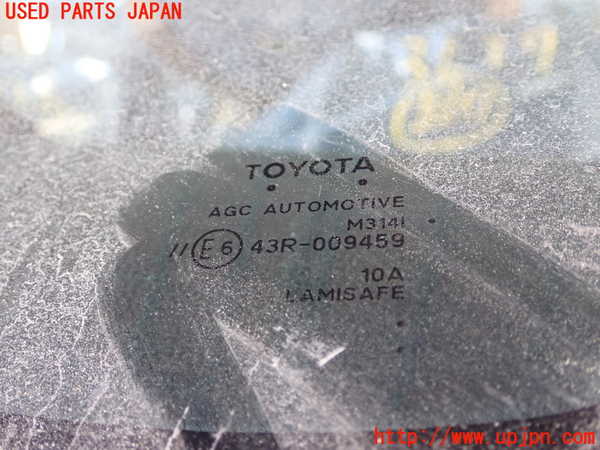 USED PARTS JAPAN
TOYOTA
AGC AUTOMOTIVE
M314I
//E6 43R-009459
10A
LAMISAFE
http://www.upjpn.com/